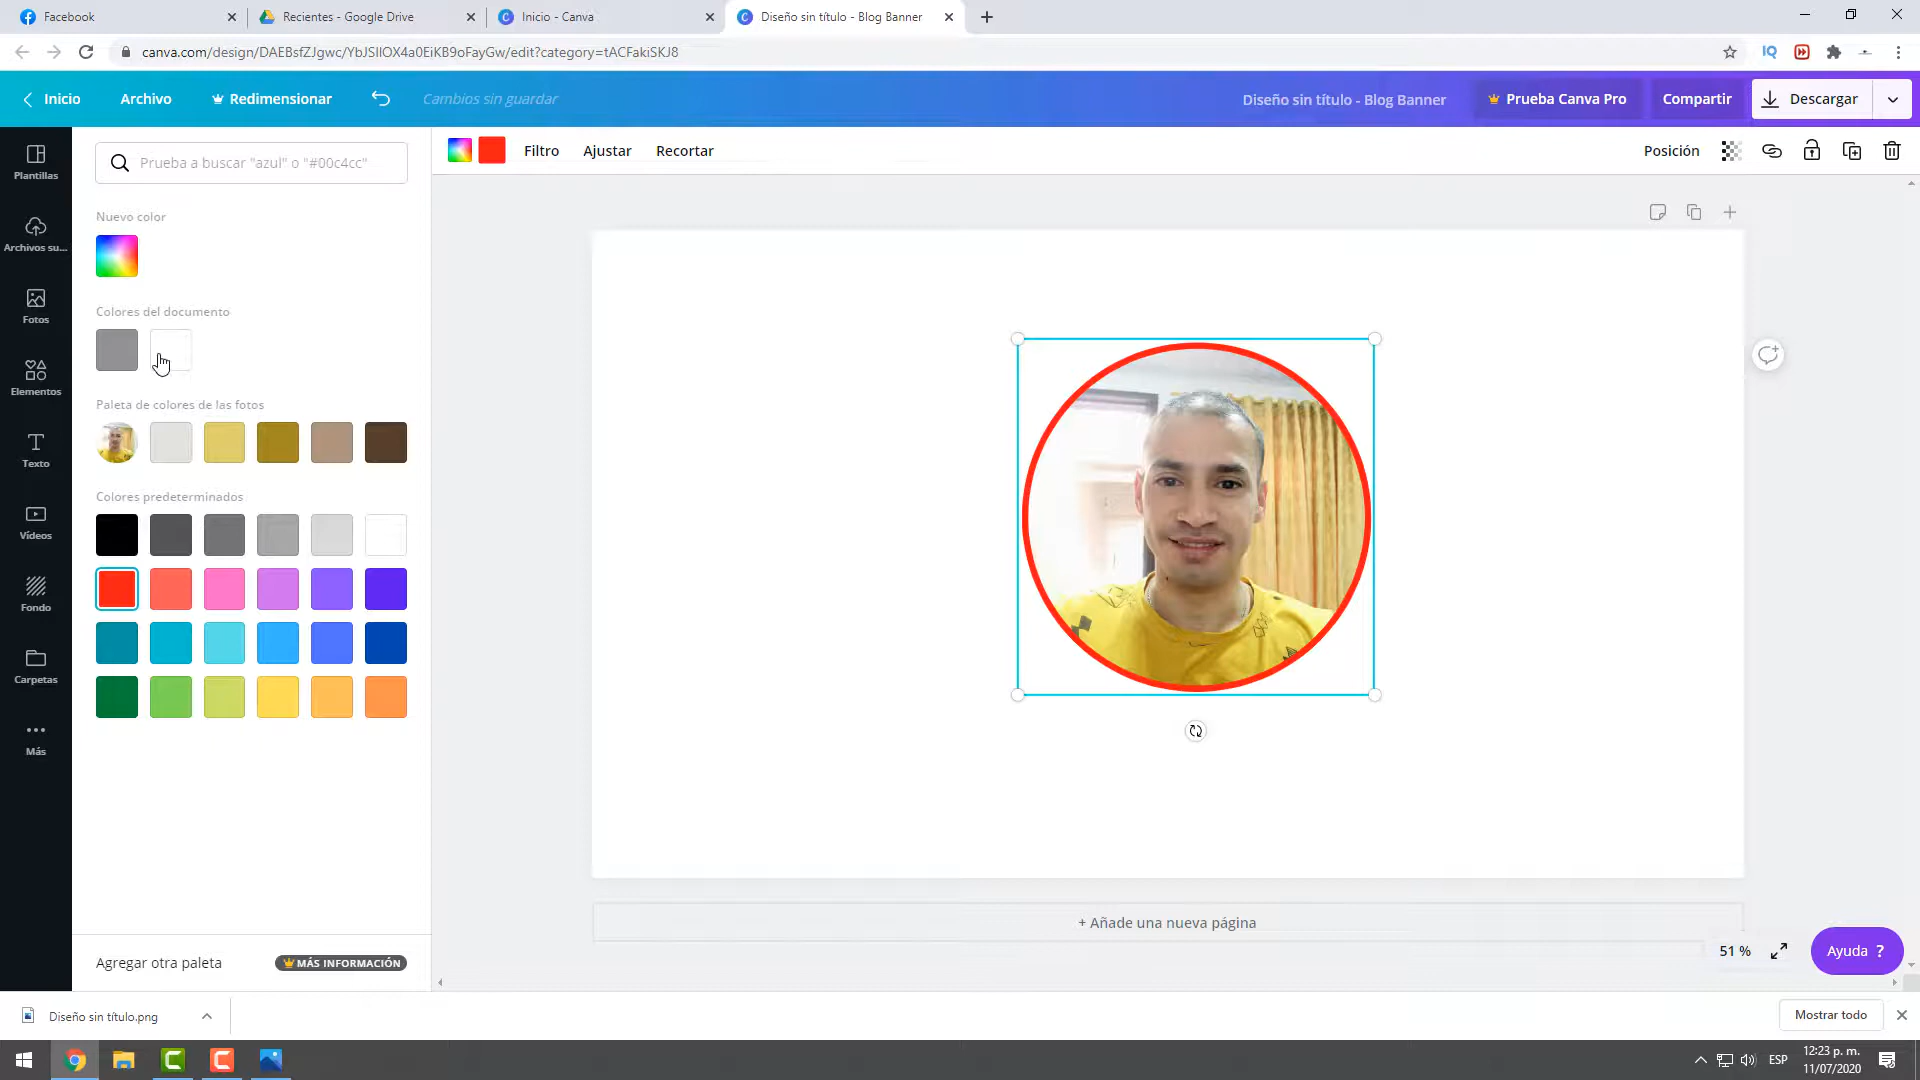 Facebook
Recientes - Google Drive
Inicio - Canva
Diseño sin título - Blog Banner
canva.com/design/DAEBsfZJgwc/YbJSIlOX4a0EiKB9oFayGw/edit?category=tACFakiSKJ8
Inicio
Archivo
Redimensionar
Cambios sin guardar
Diseño sin título - Blog Banner
Prueba Canva Pro
Compartir
Descargar
Plantillas
Archivos su...
Fotos
Elementos
Texto
Vídeos
Fondo
Carpetas
Más
Prueba a buscar "azul" o "#00c4cc"
Nuevo color
Colores del documento
Paleta de colores de las fotos
Colores predeterminados
Agregar otra paleta
MÁS INFORMACIÓN
Filtro
Ajustar
Recortar
Posición
+ Añade una nueva página
51 %
Ayuda ?
Diseño sin título.png
Mostrar todo
ESP
12:23 p. m.
11/07/2020